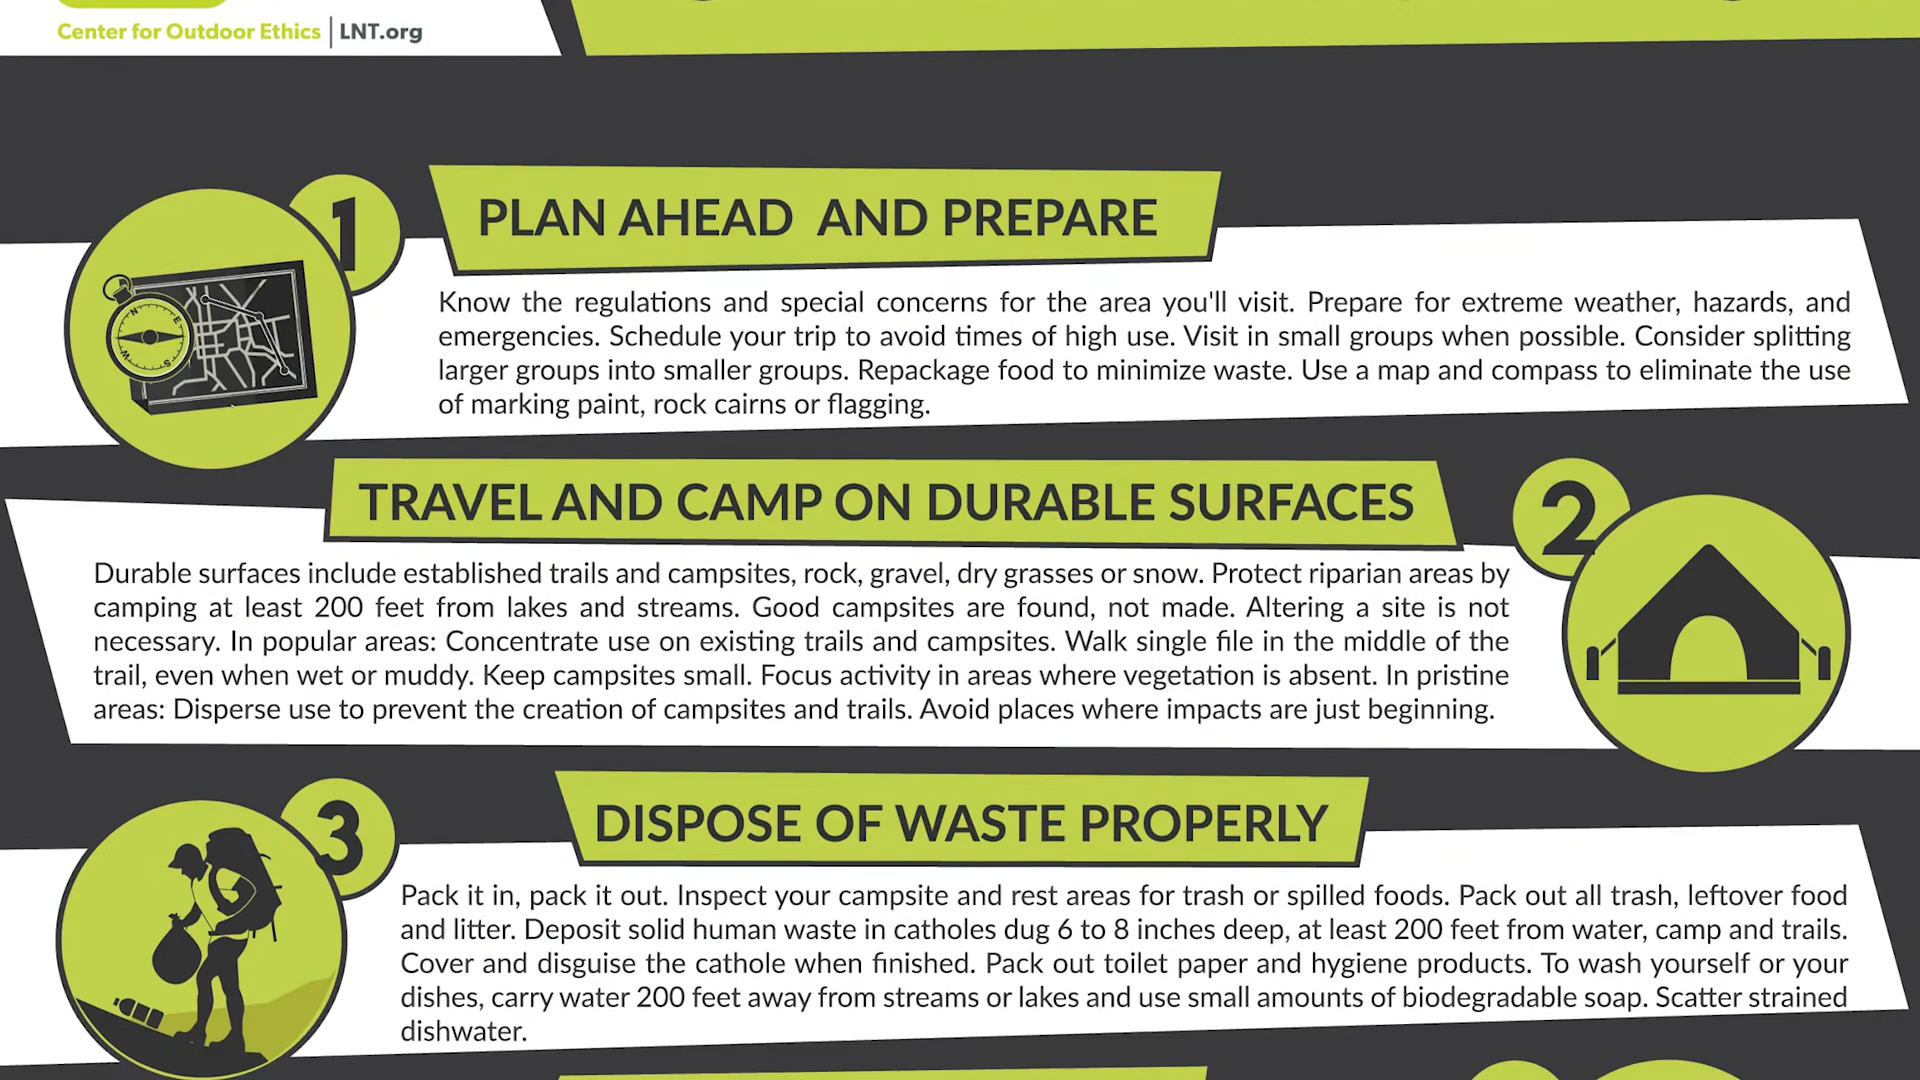 Center for Outdoor Ethics | LNT.org
1
PLAN AHEAD AND PREPARE
Know the regulations and special concerns for the area you'll visit. Prepare for extreme weather, hazards, and
emergencies. Schedule your trip to avoid times of high use. Visit in small groups when possible. Consider splitting
larger groups into smaller groups. Repackage food to minimize waste. Use a map and compass to eliminate the use
of marking paint, rock cairns or flagging.
N
E
W
S
TRAVEL AND CAMP ON DURABLE SURFACES
2
Durable surfaces include established trails and campsites, rock, gravel, dry grasses or snow. Protect riparian areas by
camping at least 200 feet from lakes and streams. Good campsites are found, not made. Altering a site is not
necessary. In popular areas: Concentrate use on existing trails and campsites. Walk single file in the middle of the
trail, even when wet or muddy. Keep campsites small. Focus activity in areas where vegetation is absent. In pristine
areas: Disperse use to prevent the creation of campsites and trails. Avoid places where impacts are just beginning.
3
DISPOSE OF WASTE PROPERLY
Pack it in, pack it out. Inspect your campsite and rest areas for trash or spilled foods. Pack out all trash, leftover food
and litter. Deposit solid human waste in catholes dug 6 to 8 inches deep, at least 200 feet from water, camp and trails.
Cover and disguise the cathole when finished. Pack out toilet paper and hygiene products. To wash yourself or your
dishes, carry water 200 feet away from streams or lakes and use small amounts of biodegradable soap. Scatter strained
dishwater.